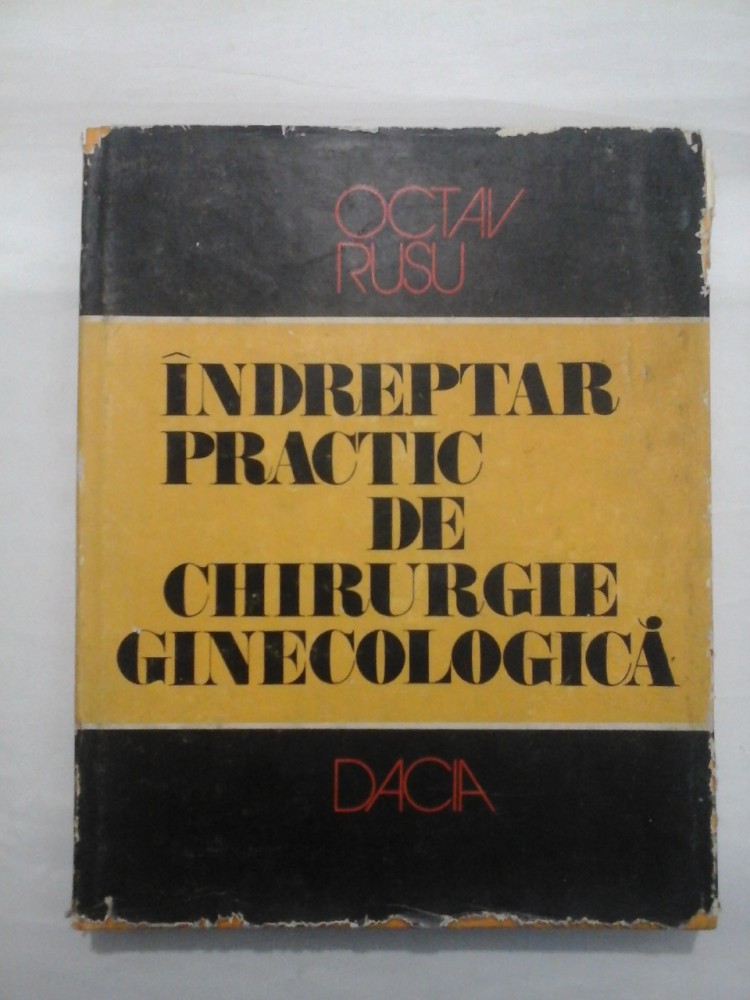 OCTAV
RUSU
ÎNDREPTAR
PRACTIC
DE
CHIRURGIE
GINECOLOGICĂ
DACIA